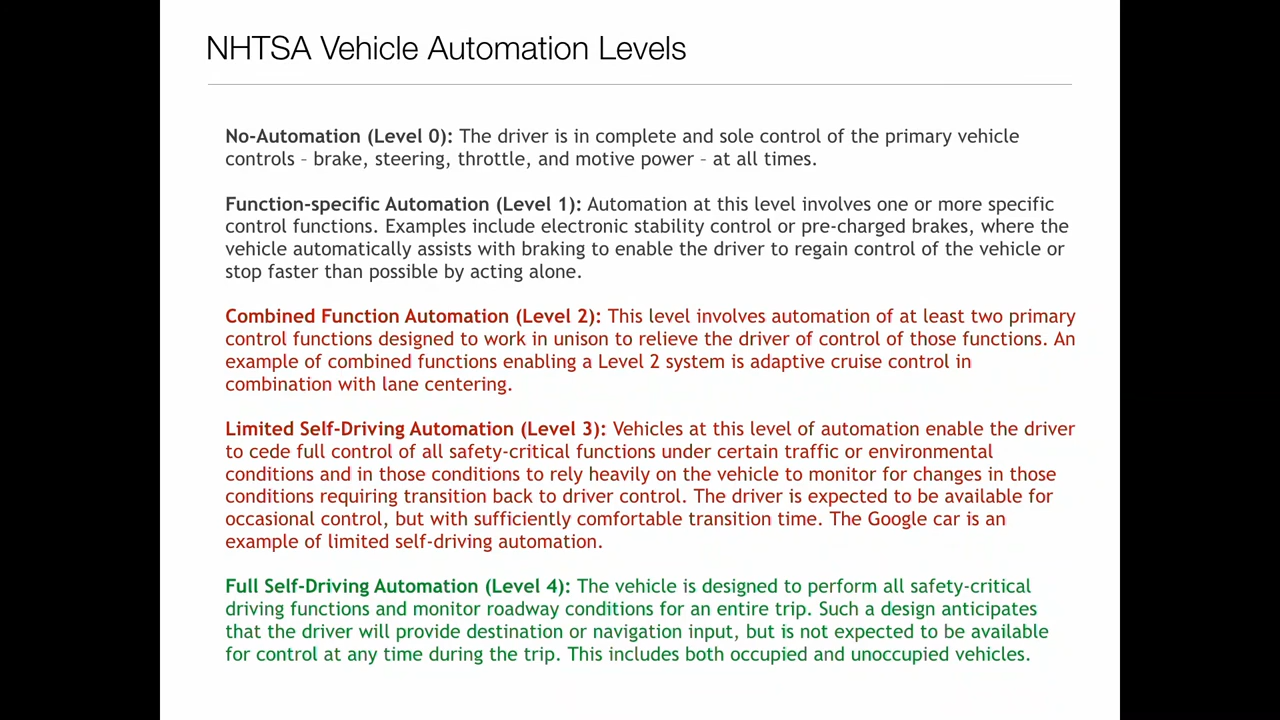 NHTSA Vehicle Automation Levels
No-Automation (Level 0): The driver is in complete and sole control of the primary vehicle
controls – brake, steering, throttle, and motive power – at all times.
Function-specific Automation (Level 1): Automation at this level involves one or more specific
control functions. Examples include electronic stability control or pre-charged brakes, where the
vehicle automatically assists with braking to enable the driver to regain control of the vehicle or
stop faster than possible by acting alone.
Combined Function Automation (Level 2): This level involves automation of at least two primary
control functions designed to work in unison to relieve the driver of control of those functions. An
example of combined functions enabling a Level 2 system is adaptive cruise control in
combination with lane centering.
Limited Self-Driving Automation (Level 3): Vehicles at this level of automation enable the driver
to cede full control of all safety-critical functions under certain traffic or environmental
conditions and in those conditions to rely heavily on the vehicle to monitor for changes in those
conditions requiring transition back to driver control. The driver is expected to be available for
occasional control, but with sufficiently comfortable transition time. The Google car is an
example of limited self-driving automation.
Full Self-Driving Automation (Level 4): The vehicle is designed to perform all safety-critical
driving functions and monitor roadway conditions for an entire trip. Such a design anticipates
that the driver will provide destination or navigation input, but is not expected to be available
for control at any time during the trip. This includes both occupied and unoccupied vehicles.